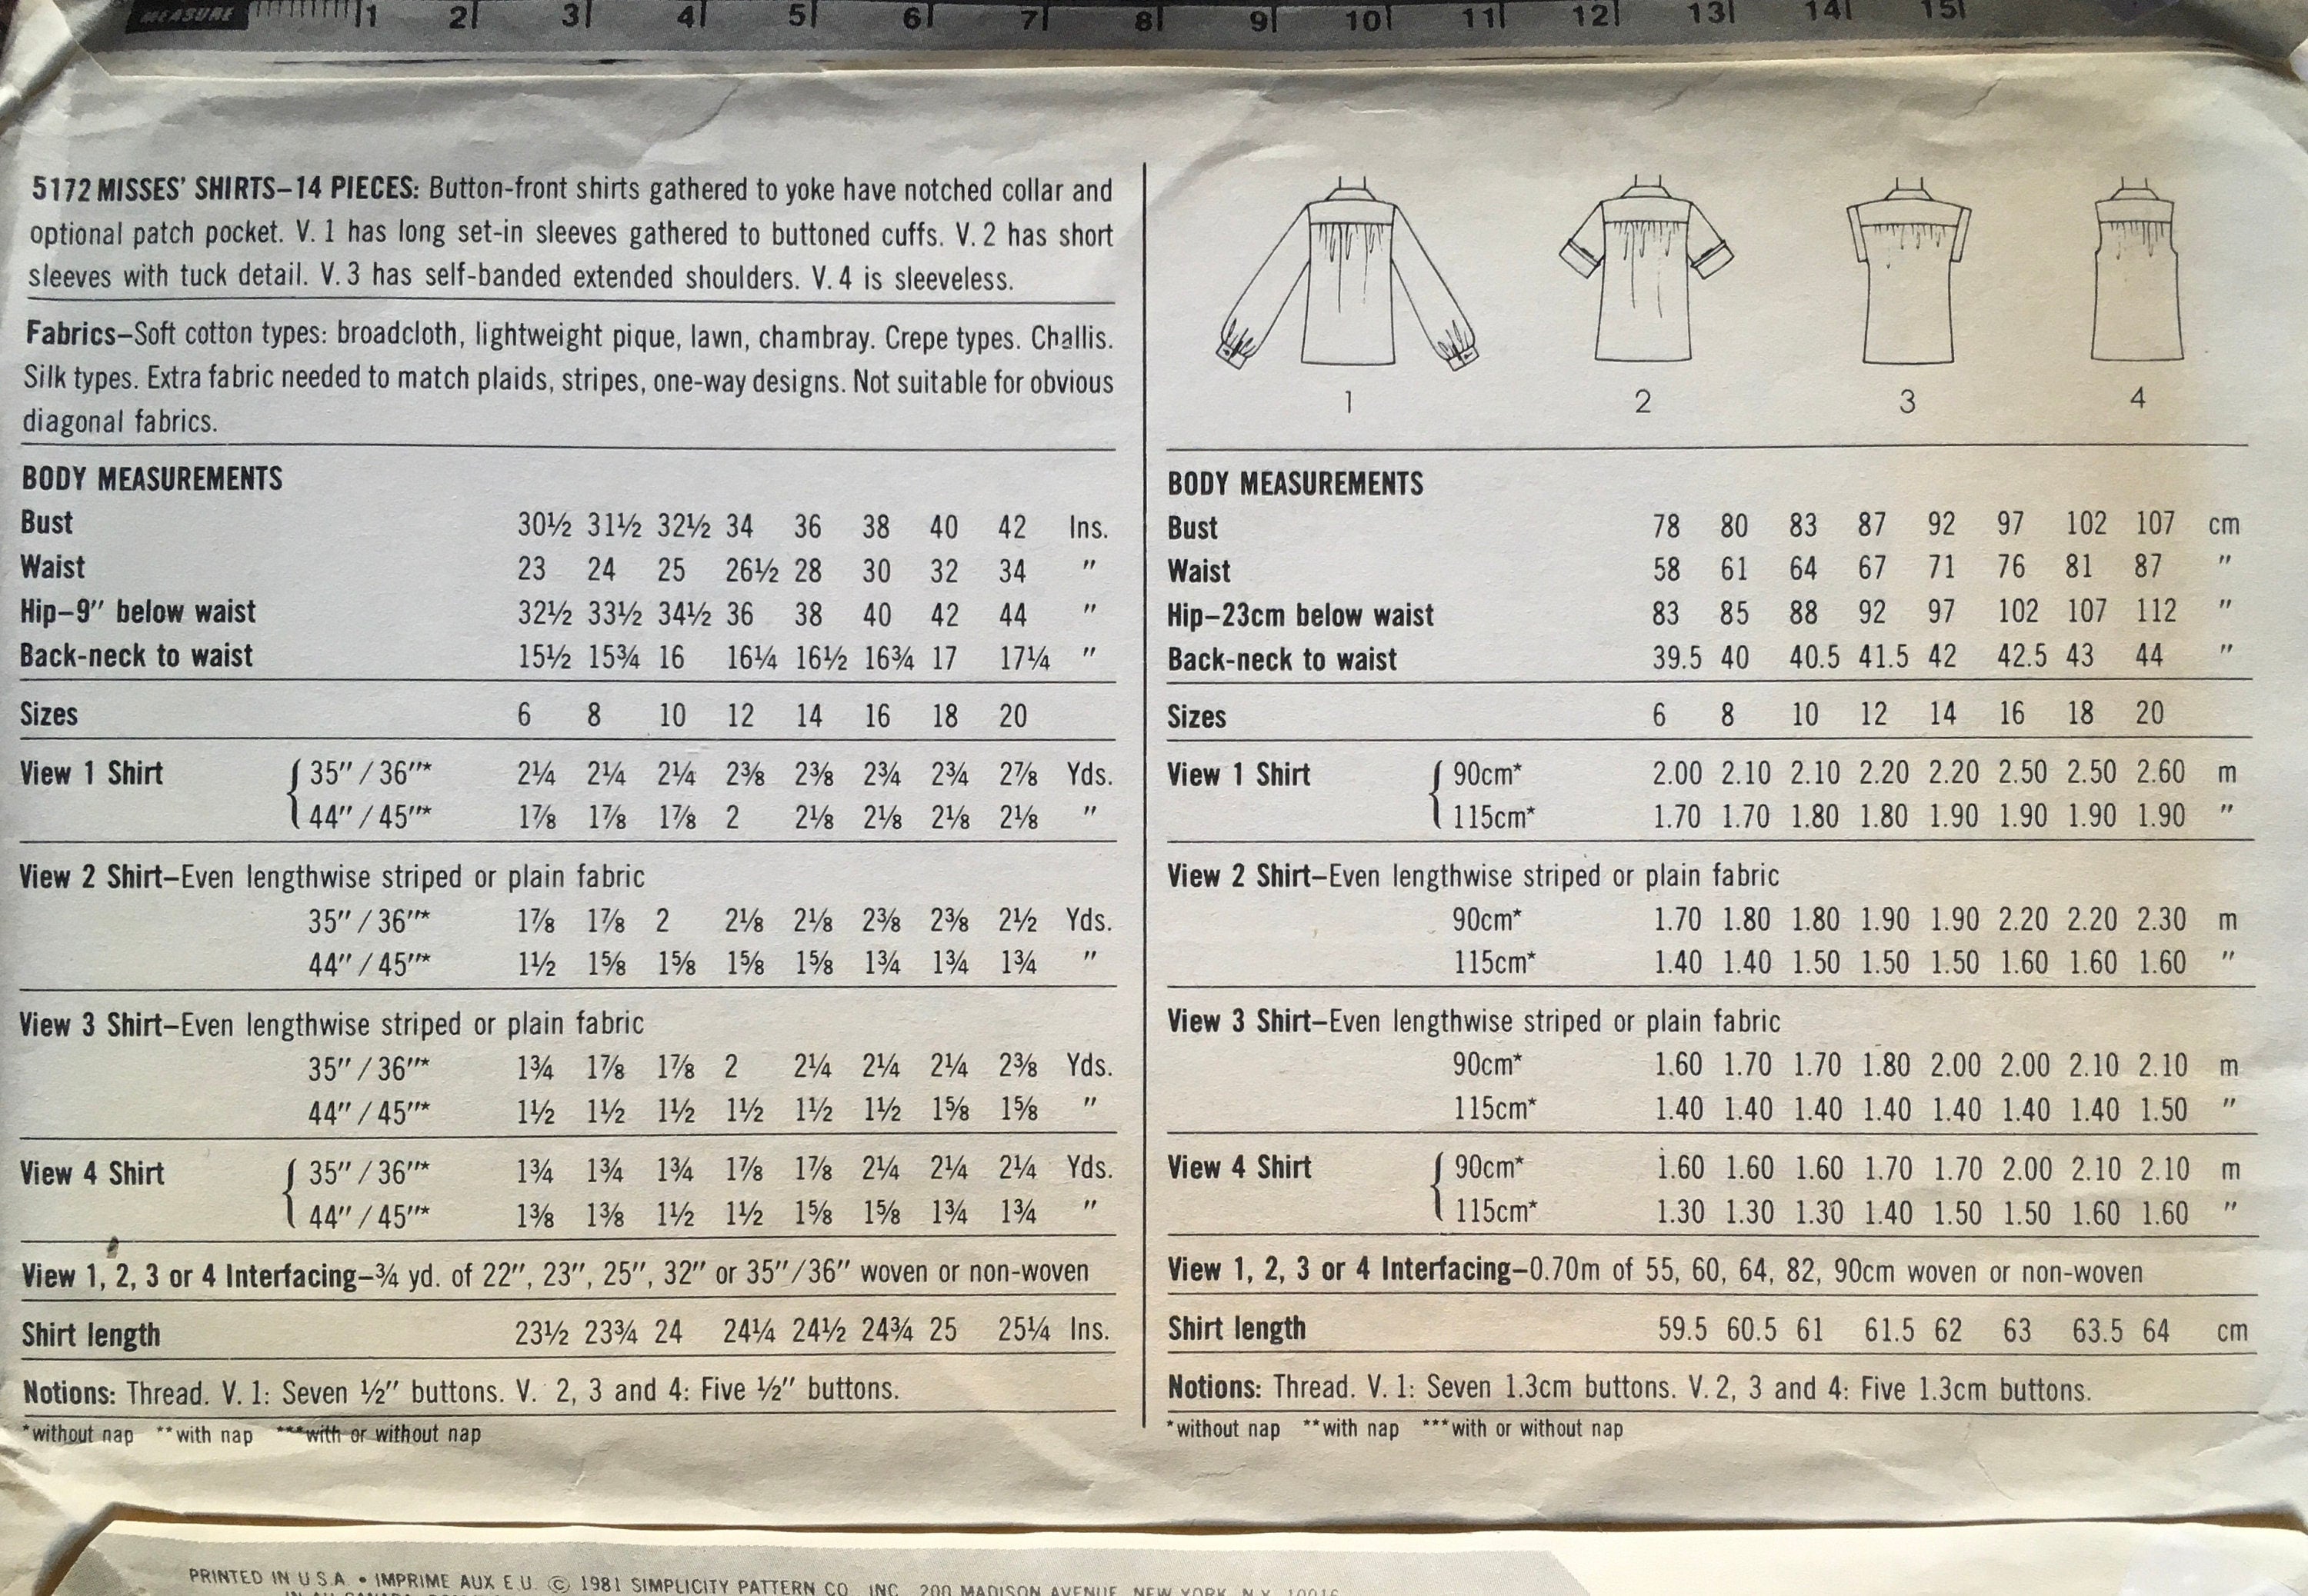 MEASURE 1 2 3 4 5 6 7 8 9 10 11 12 13 14 15
5172 MISSES' SHIRTS–14 PIECES: Button-front shirts gathered to yoke have notched collar and
optional patch pocket. V. 1 has long set-in sleeves gathered to buttoned cuffs. V. 2 has short
sleeves with tuck detail. V. 3 has self-banded extended shoulders. V. 4 is sleeveless.
Fabrics–Soft cotton types: broadcloth, lightweight pique, lawn, chambray. Crepe types. Challis.
Silk types. Extra fabric needed to match plaids, stripes, one-way designs. Not suitable for obvious
diagonal fabrics.
BODY MEASUREMENTS
Bust 30½ 31½ 32½ 34 36 38 40 42 Ins.
Waist 23 24 25 26½ 28 30 32 34 "
Hip–9" below waist 32½ 33½ 34½ 36 38 40 42 44 "
Back-neck to waist 15½ 15¾ 16 16¼ 16½ 16¾ 17 17¼ "
Sizes 6 8 10 12 14 16 18 20
View 1 Shirt 35" / 36"* 2¼ 2¼ 2¼ 2⅜ 2⅜ 2¾ 2¾ 2⅞ Yds.
44" / 45"* 1⅞ 1⅞ 1⅞ 2 2⅛ 2⅛ 2⅛ 2⅛ "
View 2 Shirt–Even lengthwise striped or plain fabric
35" / 36"* 1⅞ 1⅞ 2 2⅛ 2⅛ 2⅜ 2⅜ 2½ Yds.
44" / 45"* 1½ 1⅝ 1⅝ 1⅝ 1⅝ 1¾ 1¾ 1¾ "
View 3 Shirt–Even lengthwise striped or plain fabric
35" / 36"* 1¾ 1⅞ 1⅞ 2 2¼ 2¼ 2¼ 2⅜ Yds.
44" / 45"* 1½ 1½ 1½ 1½ 1½ 1½ 1⅝ 1⅝ "
View 4 Shirt 35" / 36"* 1¾ 1¾ 1¾ 1⅞ 1⅞ 2¼ 2¼ 2¼ Yds.
44" / 45"* 1⅜ 1⅜ 1½ 1½ 1⅝ 1⅝ 1¾ 1¾ "
View 1, 2, 3 or 4 Interfacing–¾ yd. of 22", 23", 25", 32" or 35"/36" woven or non-woven
Shirt length 23½ 23¾ 24 24¼ 24½ 24¾ 25 25¼ Ins.
Notions: Thread. V. 1: Seven ½" buttons. V. 2, 3 and 4: Five ½" buttons.
*without nap **with nap ***with or without nap
1 2 3 4
BODY MEASUREMENTS
Bust 78 80 83 87 92 97 102 107 cm
Waist 58 61 64 67 71 76 81 87 "
Hip–23cm below waist 83 85 88 92 97 102 107 112 "
Back-neck to waist 39.5 40 40.5 41.5 42 42.5 43 44 "
Sizes 6 8 10 12 14 16 18 20
View 1 Shirt 90cm* 2.00 2.10 2.10 2.20 2.20 2.50 2.50 2.60 m
115cm* 1.70 1.70 1.80 1.80 1.90 1.90 1.90 1.90 "
View 2 Shirt–Even lengthwise striped or plain fabric
90cm* 1.70 1.80 1.80 1.90 1.90 2.20 2.20 2.30 m
115cm* 1.40 1.40 1.50 1.50 1.50 1.60 1.60 1.60 "
View 3 Shirt–Even lengthwise striped or plain fabric
90cm* 1.60 1.70 1.70 1.80 2.00 2.00 2.10 2.10 m
115cm* 1.40 1.40 1.40 1.40 1.40 1.40 1.40 1.50 "
View 4 Shirt 90cm* 1.60 1.60 1.60 1.70 1.70 2.00 2.10 2.10 m
115cm* 1.30 1.30 1.30 1.40 1.50 1.50 1.60 1.60 "
View 1, 2, 3 or 4 Interfacing–0.70m of 55, 60, 64, 82, 90cm woven or non-woven
Shirt length 59.5 60.5 61 61.5 62 63 63.5 64 cm
Notions: Thread. V. 1: Seven 1.3cm buttons. V. 2, 3 and 4: Five 1.3cm buttons.
*without nap **with nap ***with or without nap
PRINTED IN U.S.A. • IMPRIME AUX E.U. © 1981 SIMPLICITY PATTERN CO. INC. 200 MADISON AVENUE, NEW YORK, N.Y. 10016